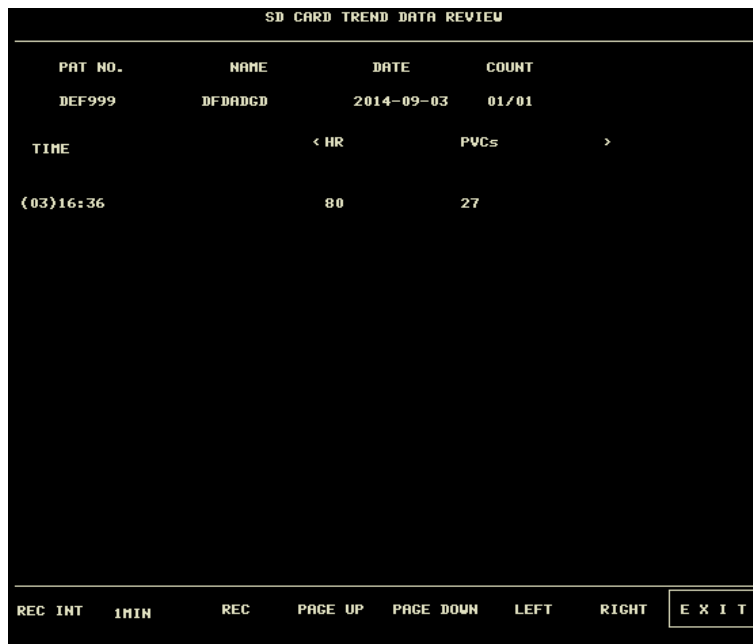 SD CARD TREND DATA REVIEW
PAT NO. NAME DATE COUNT
DEF999 DFDADGD 2014-09-03 01/01
TIME < HR PVCs >
(03)16:36 80 27
REC INT 1MIN REC PAGE UP PAGE DOWN LEFT RIGHT E X I T